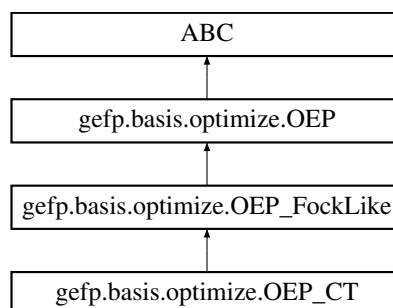 ABC
gefp.basis.optimize.OEP
gefp.basis.optimize.OEP_FockLike
gefp.basis.optimize.OEP_CT